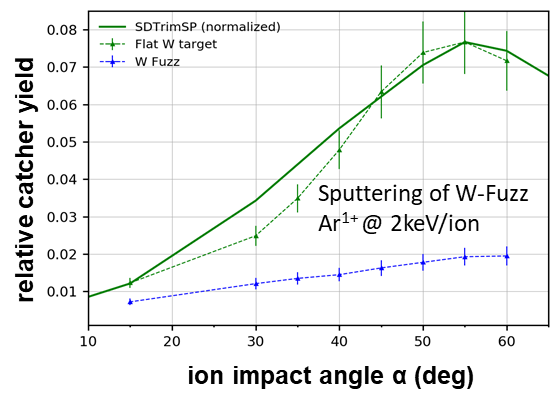 SDTrimSP (normalized)
Flat W target
W Fuzz
0.08
0.07
0.06
0.05
0.04
0.03
0.02
0.01
relative catcher yield
Sputtering of W-Fuzz
Ar¹⁺ @ 2keV/ion
10 20 30 40 50 60
ion impact angle α (deg)